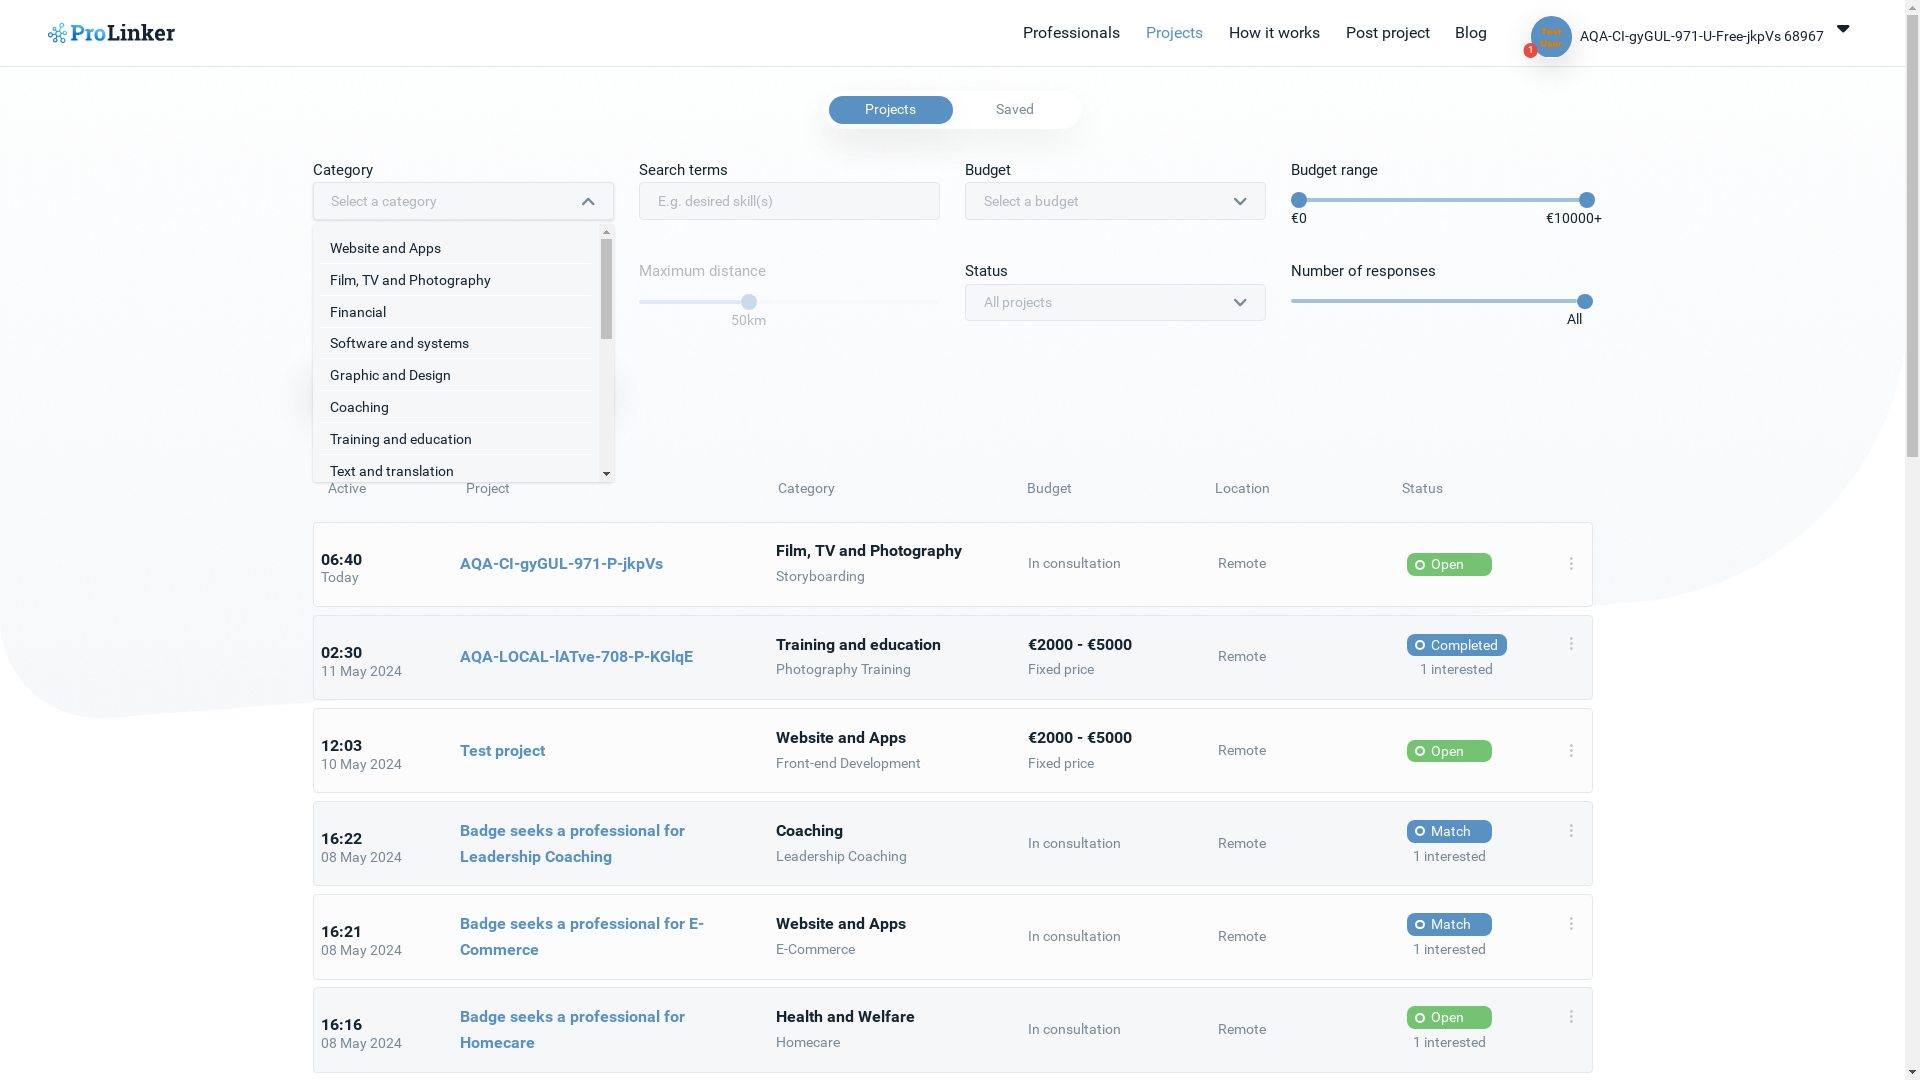 ProLinker
Professionals
Projects
How it works
Post project
Blog
Test
User
1
AQA-CI-gyGUL-971-U-Free-jkpVs 68967
Projects
Saved
Category
Search terms
Budget
Budget range
Select a category
E.g. desired skill(s)
Select a budget
€0
€10000+
Website and Apps
Film, TV and Photography
Financial
Software and systems
Graphic and Design
Coaching
Training and education
Text and translation
Maximum distance
Status
Number of responses
50km
All projects
All
Active
Project
Category
Budget
Location
Status
06:40
Today
AQA-CI-gyGUL-971-P-jkpVs
Film, TV and Photography
Storyboarding
In consultation
Remote
Open
02:30
11 May 2024
AQA-LOCAL-lATve-708-P-KGlqE
Training and education
Photography Training
€2000 - €5000
Fixed price
Remote
Completed
1 interested
12:03
10 May 2024
Test project
Website and Apps
Front-end Development
€2000 - €5000
Fixed price
Remote
Open
16:22
08 May 2024
Badge seeks a professional for
Leadership Coaching
Coaching
Leadership Coaching
In consultation
Remote
Match
1 interested
16:21
08 May 2024
Badge seeks a professional for E-
Commerce
Website and Apps
E-Commerce
In consultation
Remote
Match
1 interested
16:16
08 May 2024
Badge seeks a professional for
Homecare
Health and Welfare
Homecare
In consultation
Remote
Open
1 interested